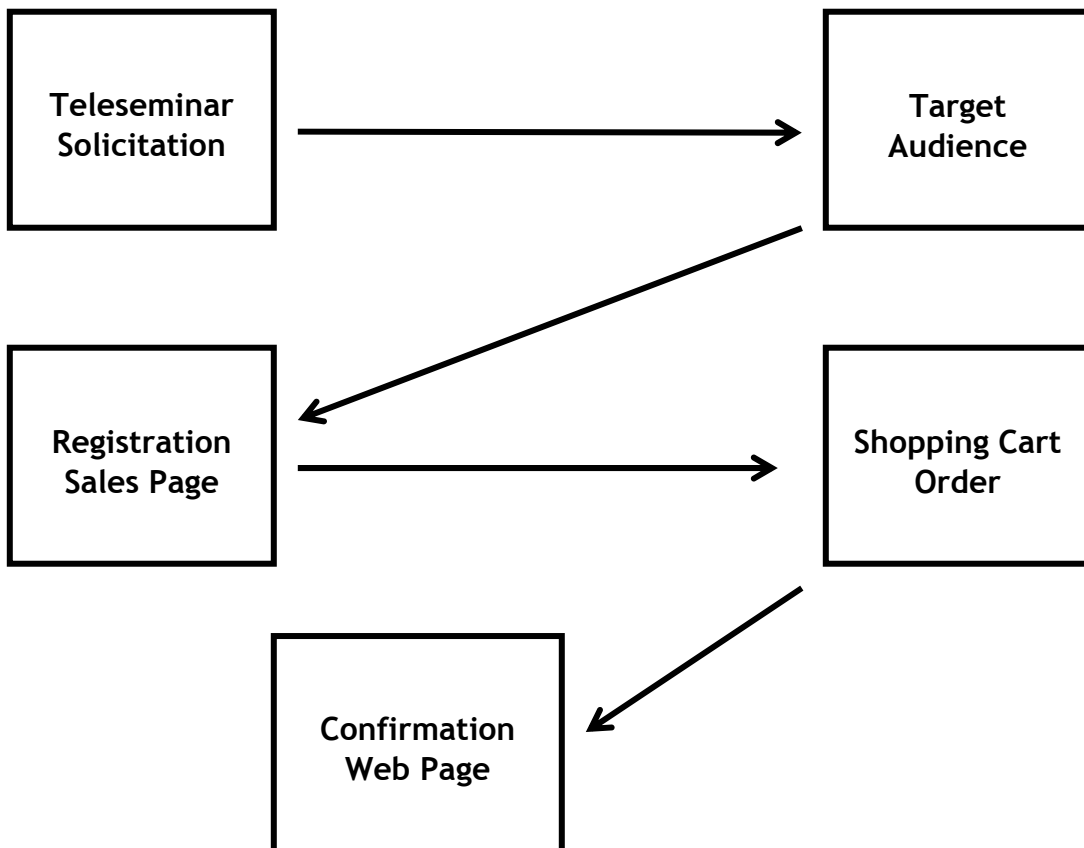 Teleseminar
Solicitation
Target
Audience
Registration
Sales Page
Shopping Cart
Order
Confirmation
Web Page